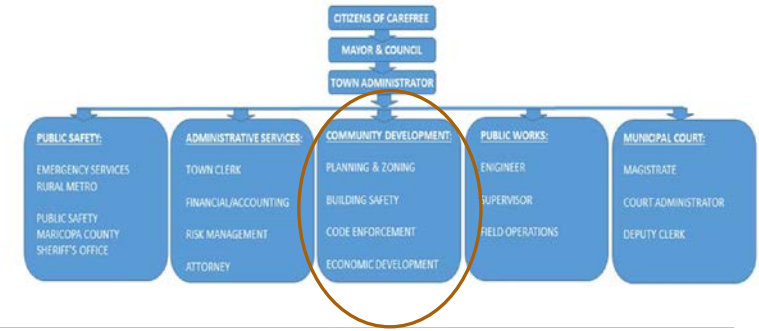 CITIZENS OF CAREFREE
MAYOR & COUNCIL
TOWN ADMINISTRATOR
PUBLIC SAFETY:
EMERGENCY SERVICES
RURAL METRO
PUBLIC SAFETY
MARICOPA COUNTY
SHERIFF'S OFFICE
ADMINISTRATIVE SERVICES:
TOWN CLERK
FINANCIAL/ACCOUNTING
RISK MANAGEMENT
ATTORNEY
COMMUNITY DEVELOPMENT:
PLANNING & ZONING
BUILDING SAFETY
CODE ENFORCEMENT
ECONOMIC DEVELOPMENT
PUBLIC WORKS:
ENIGINEER
SUPERVISOR
FIELD OPERATIONS
MUNICIPAL COURT:
MAGISTRATE
COURT ADMINISTRATOR
DEPUTY CLERK